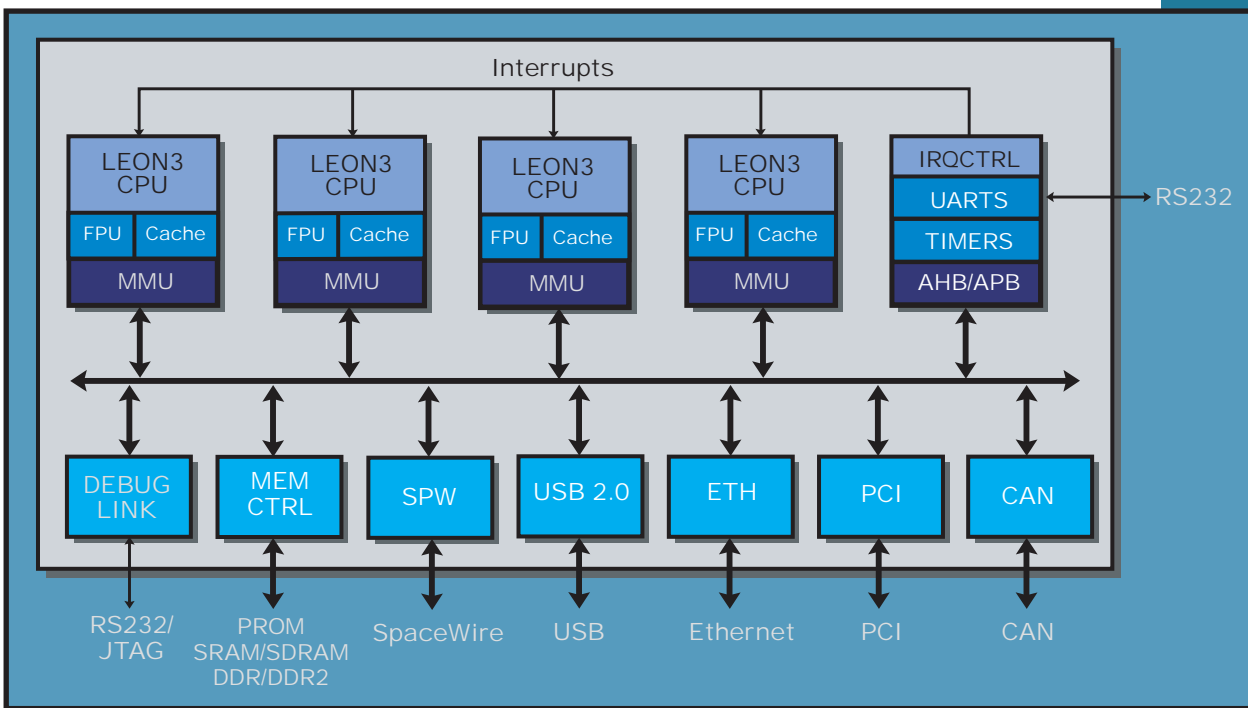 Interrupts
LEON3
CPU
FPU
Cache
MMU
LEON3
CPU
FPU
Cache
MMU
LEON3
CPU
FPU
Cache
MMU
LEON3
CPU
FPU
Cache
MMU
IRQCTRL
UARTS
TIMERS
AHB/APB
RS232
DEBUG
LINK
MEM
CTRL
SPW
USB 2.0
ETH
PCI
CAN
RS232/
JTAG
PROM
SRAM/SDRAM
DDR/DDR2
SpaceWire
USB
Ethernet
PCI
CAN